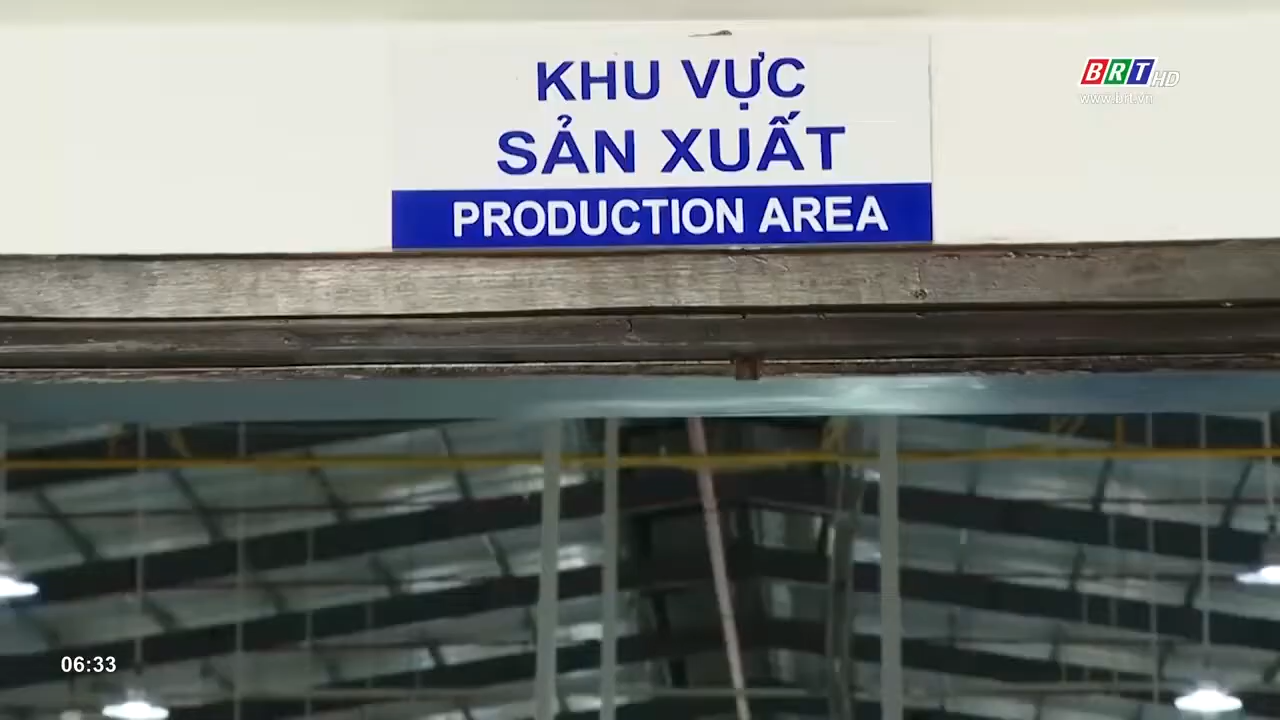 KHU VỰC
SẢN XUẤT
PRODUCTION AREA
BRT HD
www.brt.vn
06:33